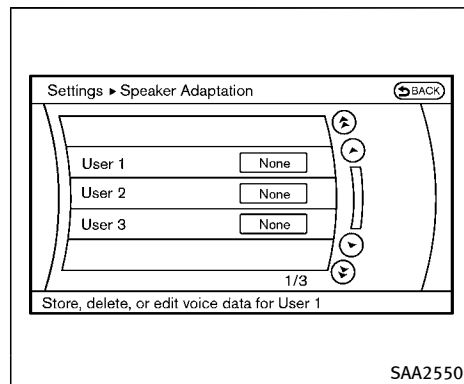 Settings ▸ Speaker Adaptation BACK
User 1 None
User 2 None
User 3 None
1/3
Store, delete, or edit voice data for User 1
SAA2550